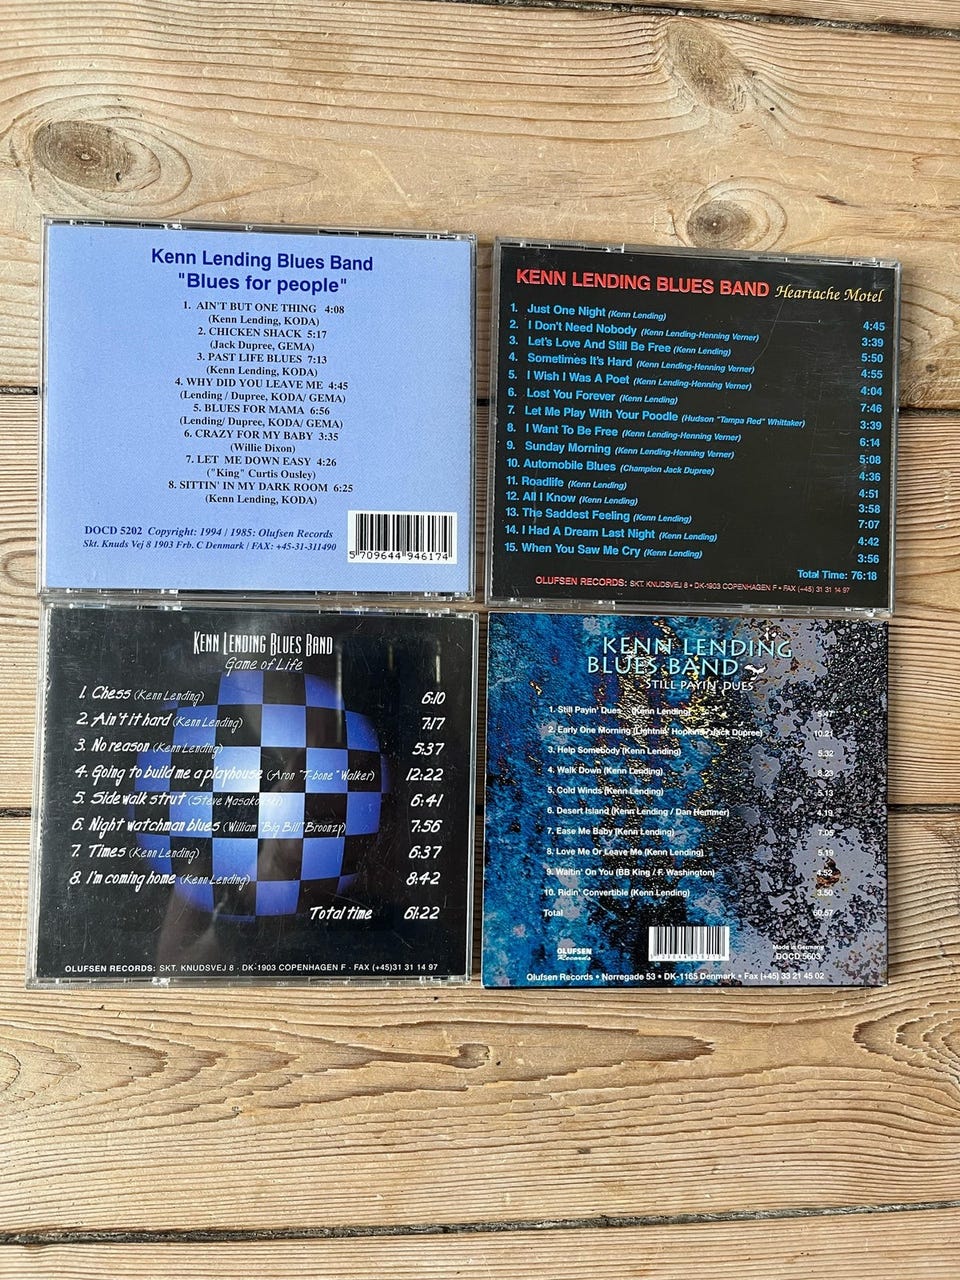 Kenn Lending Blues Band
"Blues for people"
1. AIN'T BUT ONE THING 4:08
(Kenn Lending, KODA)
2. CHICKEN SHACK 5:17
(Jack Dupree, GEMA)
3. PAST LIFE BLUES 7:13
(Kenn Lending, KODA)
4. WHY DID YOU LEAVE ME 4:45
(Lending / Dupree, KODA/ GEMA)
5. BLUES FOR MAMA 6:56
(Lending/ Dupree, KODA/ GEMA)
6. CRAZY FOR MY BABY 3:35
(Willie Dixon)
7. LET ME DOWN EASY 4:26
("King" Curtis Ousley)
8. SITTIN' IN MY DARK ROOM 6:25
(Kenn Lending, KODA)
DOCD 5202 Copyright: 1994 / 1985: Olufsen Records
Skt. Knuds Vej 8 1903 Frb. C Denmark / FAX: +45-31-311490
5 709644 946174
KENN LENDING BLUES BAND Heartache Motel
1. Just One Night (Kenn Lending) 4:45
2. I Don't Need Nobody (Kenn Lending-Henning Verner) 3:39
3. Let's Love And Still Be Free (Kenn Lending) 5:50
4. Sometimes It's Hard (Kenn Lending-Henning Verner) 4:55
5. I Wish I Was A Poet (Kenn Lending-Henning Verner) 4:04
6. Lost You Forever (Kenn Lending) 7:46
7. Let Me Play With Your Poodle (Hudson "Tampa Red" Whittaker) 3:39
8. I Want To Be Free (Kenn Lending-Henning Verner) 6:14
9. Sunday Morning (Kenn Lending-Henning Verner) 5:08
10. Automobile Blues (Champion Jack Dupree) 4:36
11. Roadlife (Kenn Lending) 4:51
12. All I Know (Kenn Lending) 3:58
13. The Saddest Feeling (Kenn Lending) 7:07
14. I Had A Dream Last Night (Kenn Lending) 4:42
15. When You Saw Me Cry (Kenn Lending) 3:56
Total Time: 76:18
OLUFSEN RECORDS: SKT. KNUDSVEJ 8 • DK-1903 COPENHAGEN F • FAX (+45) 31 31 14 97
KENN LENDING BLUES BAND
Game of Life
1. Chess (Kenn Lending) 6:10
2. Ain't it hard (Kenn Lending) 7:17
3. No reason (Kenn Lending) 5:37
4. Going to build me a playhouse (Aron "T-bone" Walker) 12:22
5. Side walk strut (Steve Masakowski) 6:41
6. Night watchman blues (William "Big Bill" Broonzy) 7:56
7. Times (Kenn Lending) 6:37
8. I'm coming home (Kenn Lending) 8:42
Total time 61:22
OLUFSEN RECORDS: SKT. KNUDSVEJ 8 · DK-1903 COPENHAGEN F · FAX (+45)31 31 14 97
KENN LENDING
BLUES BAND
STILL PAYIN' DUES
1. Still Payin' Dues (Kenn Lending) 5:47
2. Early One Morning (Lightnin' Hopkins, Jack Dupree) 10:21
3. Help Somebody (Kenn Lending) 5.32
4. Walk Down (Kenn Lending) 8.23
5. Cold Winds (Kenn Lending) 5.13
6. Desert Island (Kenn Lending / Dan Hemmer) 4.19
7. Ease Me Baby (Kenn Lending) 7.05
8. Love Me Or Leave Me (Kenn Lending) 5.19
9. Waitin' On You (BB King / F. Washington) 4.52
10. Ridin' Convertible (Kenn Lending) 3.50
Total 60.57
OLUFSEN
Records
Made in Germany
DOCD 5603
Olufsen Records • Nørregade 53 • DK-1165 Denmark • Fax (+45) 33 21 45 02